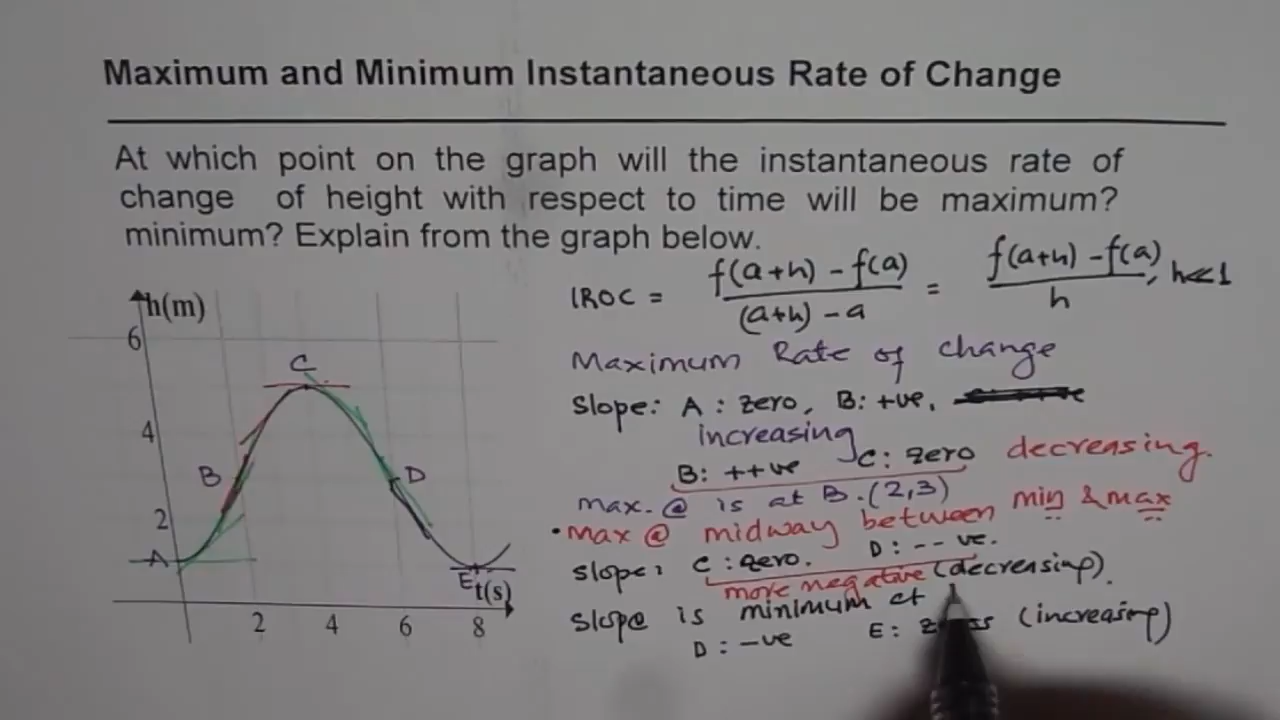 Maximum and Minimum Instantaneous Rate of Change
At which point on the graph will the instantaneous rate of
change of height with respect to time will be maximum?
minimum? Explain from the graph below.
IROC = f(a+h) - f(a) / (a+h) - a = f(a+h) - f(a) / h , h≪1
Maximum Rate of change
Slope: A : zero, B: +ve,
increasing
B: ++ve C: zero decreasing.
max. @ is at B. (2,3)
• Max @ midway between min & max
slope: C : zero. D : -- ve.
more negative (decreasing).
Slope is minimum at
D : -ve E: (increasing)
h(m)
6
4
2
A
B
C
D
E
t(s)
2 4 6 8